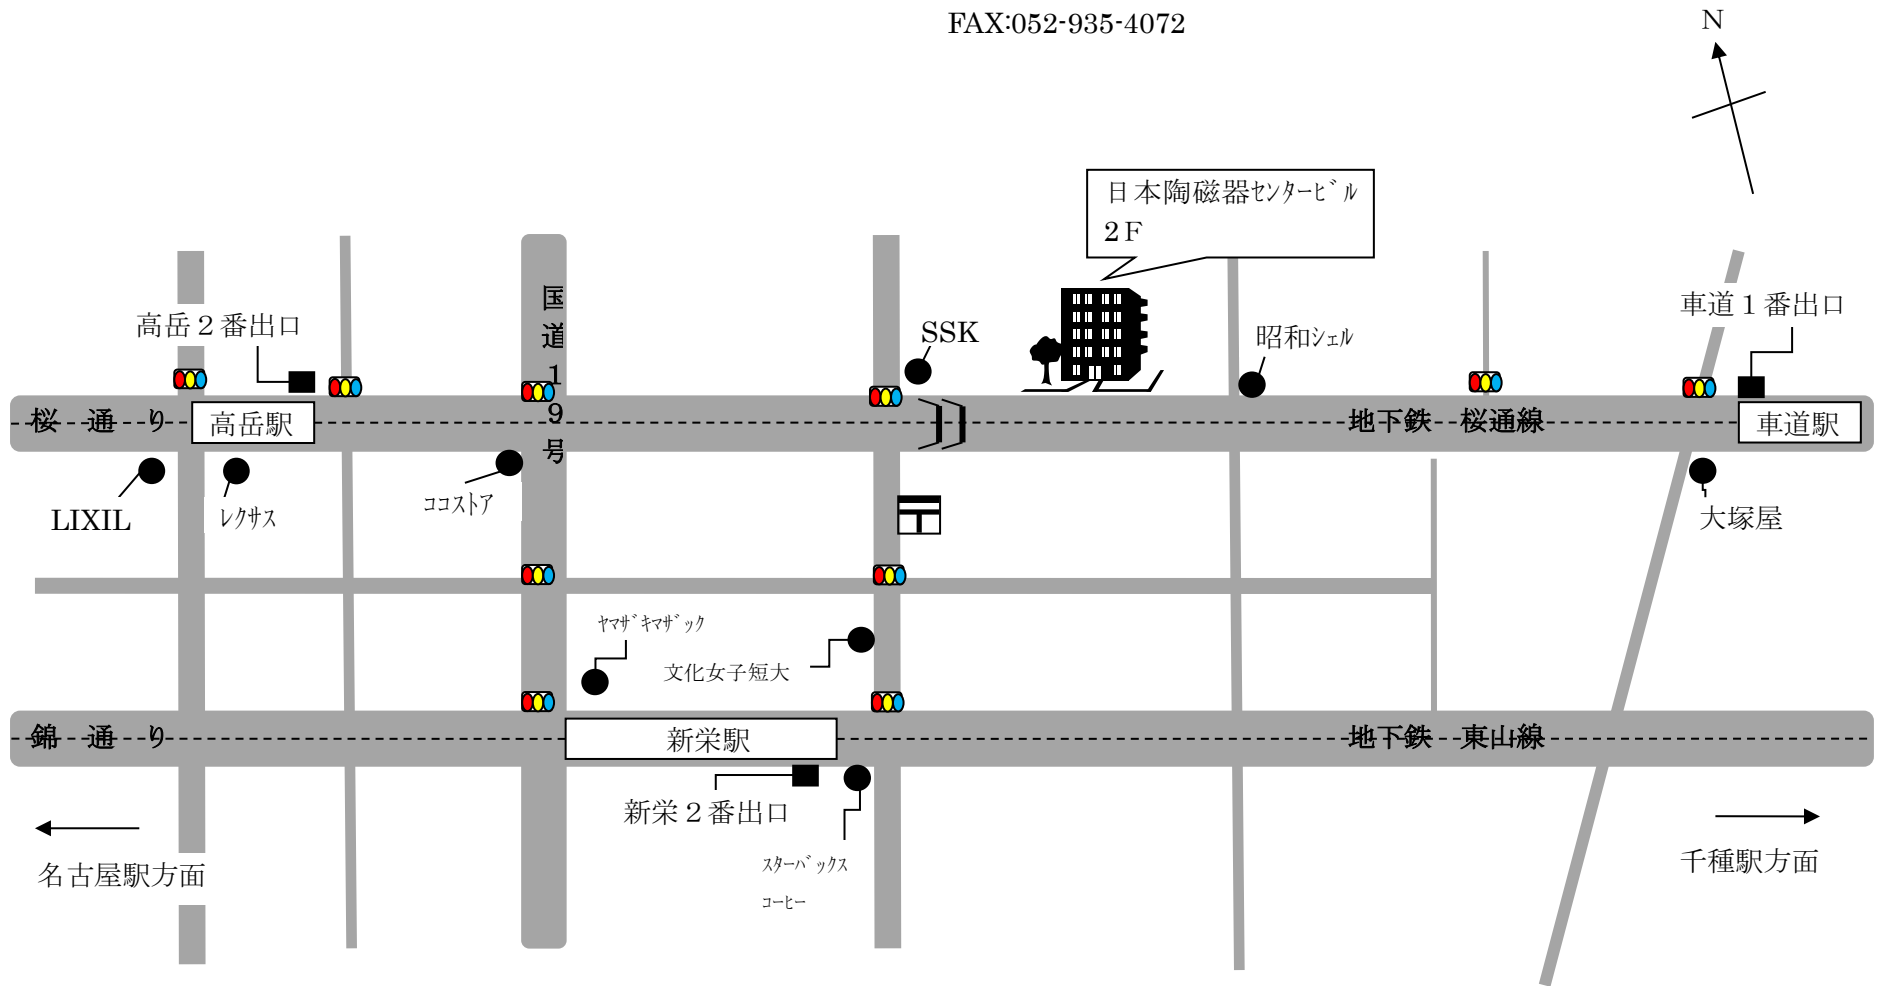 FAX:052-935-4072
N
日本陶磁器ｾﾝﾀｰﾋﾞﾙ
２Ｆ
国道１９号
高岳２番出口
SSK
昭和ｼｪﾙ
車道１番出口
桜　通　り
高岳駅
地下鉄　桜通線
車道駅
LIXIL
ﾚｸｻｽ
ｺｺｽﾄｱ
大塚屋
ﾔﾏｻﾞｷﾏｻﾞｯｸ
文化女子短大
錦　通　り
新栄駅
地下鉄　東山線
新栄２番出口
ｽﾀｰﾊﾞｯｸｽ
ｺｰﾋｰ
名古屋駅方面
千種駅方面